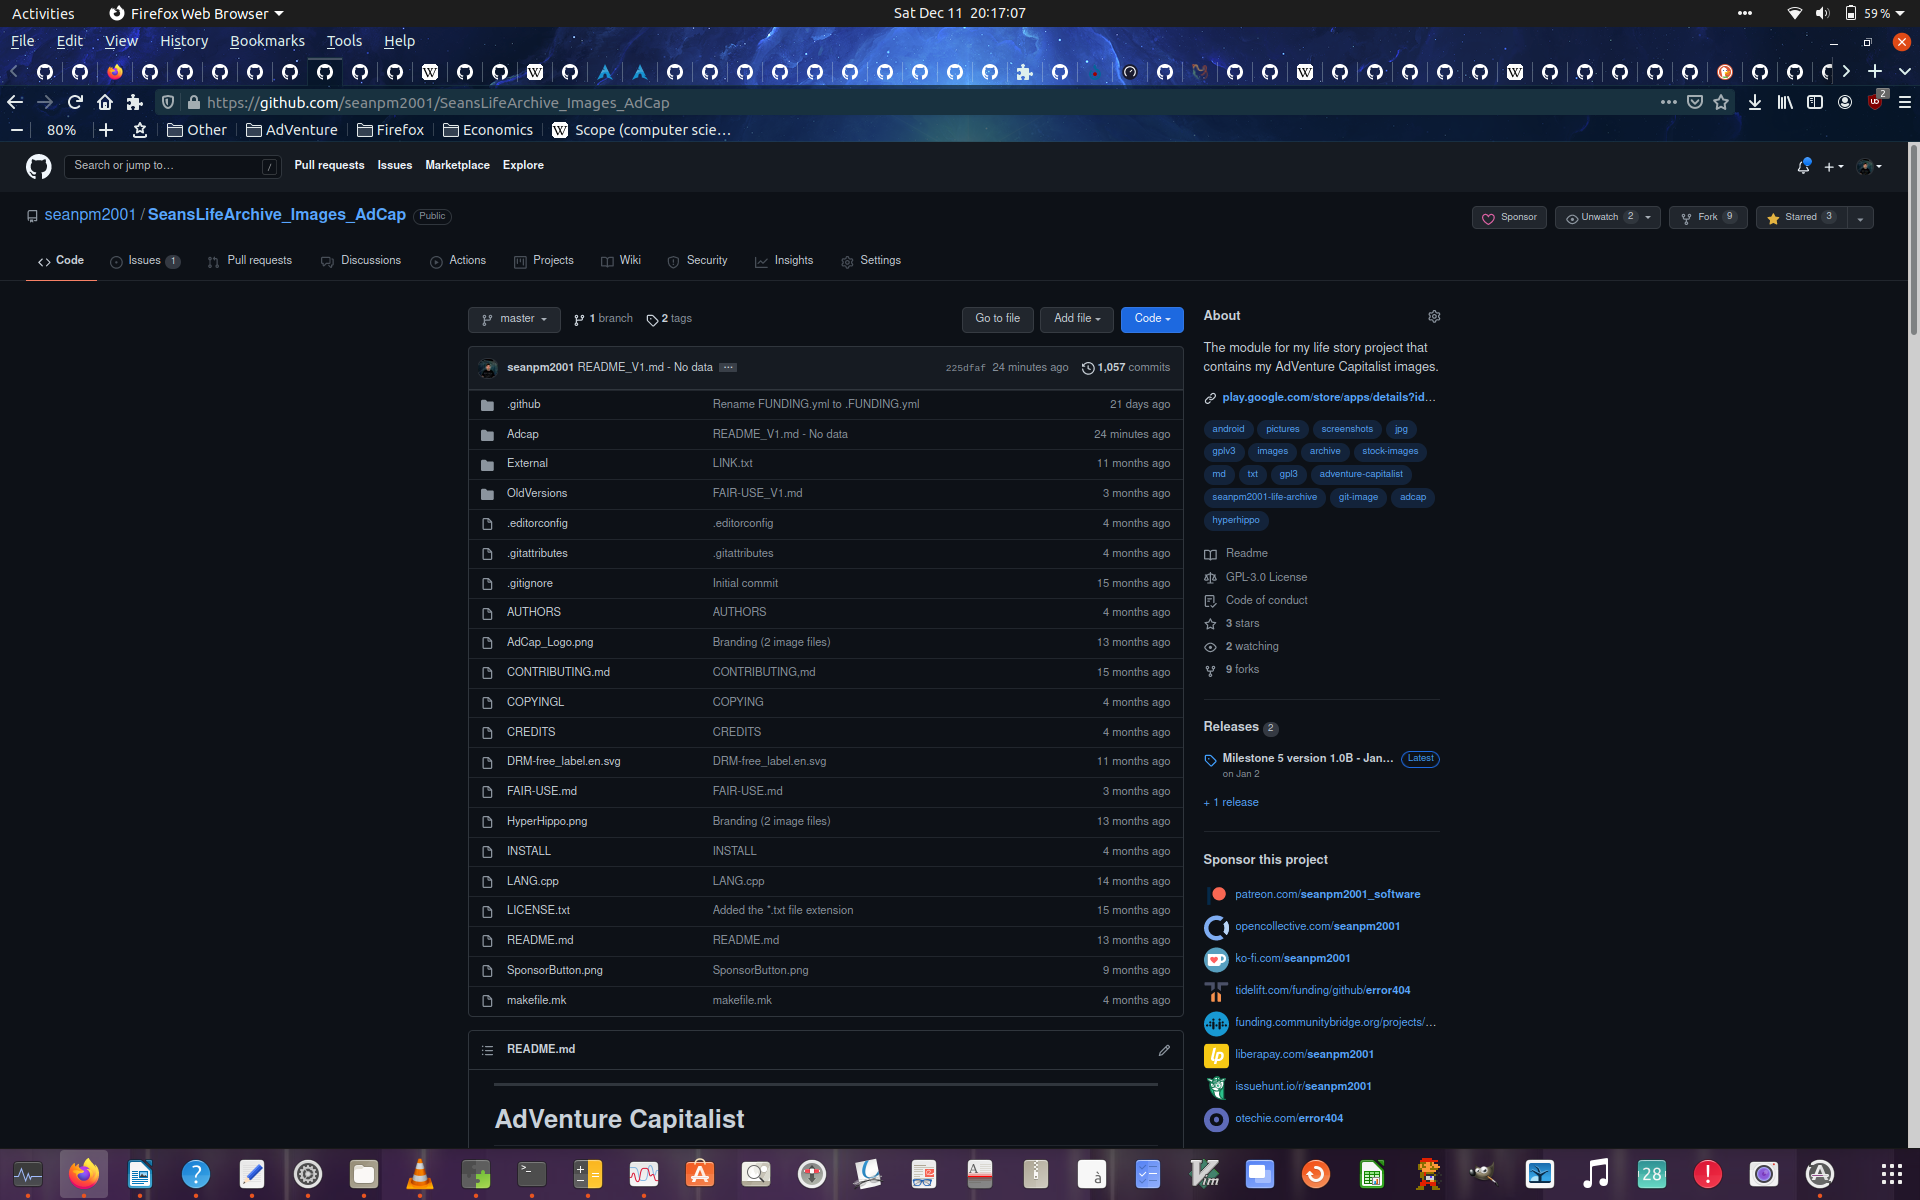 Activities
Firefox Web Browser
Sat Dec 11 20:17:07
59 %
File Edit View History Bookmarks Tools Help
https://github.com/seanpm2001/SeansLifeArchive_Images_AdCap
2
80%
Other
AdVenture
Firefox
Economics
Scope (computer scie…
Search or jump to…
/
Pull requests
Issues
Marketplace
Explore
seanpm2001 / SeansLifeArchive_Images_AdCap
Public
Sponsor
Unwatch 2
Fork 9
Starred 3
Code
Issues 1
Pull requests
Discussions
Actions
Projects
Wiki
Security
Insights
Settings
master
1 branch
2 tags
Go to file
Add file
Code
seanpm2001 README_V1.md - No data
225dfaf 24 minutes ago
1,057 commits
.github Rename FUNDING.yml to .FUNDING.yml 21 days ago
Adcap README_V1.md - No data 24 minutes ago
External LINK.txt 11 months ago
OldVersions FAIR-USE_V1.md 3 months ago
.editorconfig .editorconfig 4 months ago
.gitattributes .gitattributes 4 months ago
.gitignore Initial commit 15 months ago
AUTHORS AUTHORS 4 months ago
AdCap_Logo.png Branding (2 image files) 13 months ago
CONTRIBUTING.md CONTRIBUTING,md 15 months ago
COPYINGL COPYING 4 months ago
CREDITS CREDITS 4 months ago
DRM-free_label.en.svg DRM-free_label.en.svg 11 months ago
FAIR-USE.md FAIR-USE.md 3 months ago
HyperHippo.png Branding (2 image files) 13 months ago
INSTALL INSTALL 4 months ago
LANG.cpp LANG.cpp 14 months ago
LICENSE.txt Added the *.txt file extension 15 months ago
README.md README.md 13 months ago
SponsorButton.png SponsorButton.png 9 months ago
makefile.mk makefile.mk 4 months ago
README.md
AdVenture Capitalist
About
The module for my life story project that
contains my AdVenture Capitalist images.
play.google.com/store/apps/details?id…
android pictures screenshots jpg
gplv3 images archive stock-images
md txt gpl3 adventure-capitalist
seanpm2001-life-archive git-image adcap
hyperhippo
Readme
GPL-3.0 License
Code of conduct
3 stars
2 watching
9 forks
Releases 2
Milestone 5 version 1.0B - Jan… Latest
on Jan 2
+ 1 release
Sponsor this project
patreon.com/seanpm2001_software
opencollective.com/seanpm2001
ko-fi.com/seanpm2001
tidelift.com/funding/github/error404
funding.communitybridge.org/projects/…
liberapay.com/seanpm2001
issuehunt.io/r/seanpm2001
otechie.com/error404
28